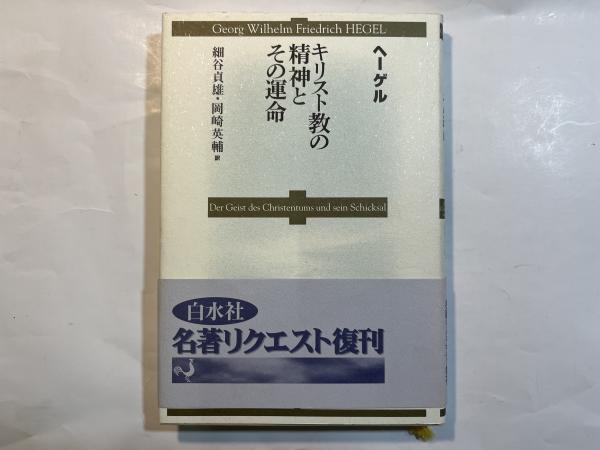 Georg Wilhelm Friedrich HEGEL
ヘーゲル
キリスト教の
精神と
その運命
細谷貞雄・岡崎英輔 訳
Der Geist des Christentums und sein Schicksal
白水社
名著リクエスト復刊